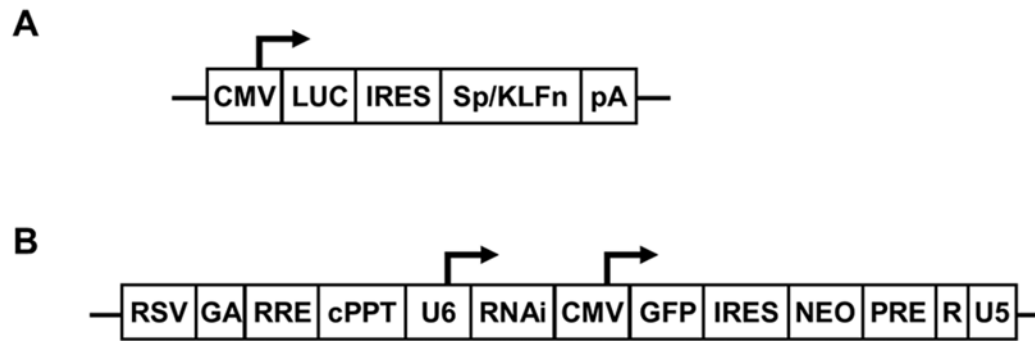 A
CMV LUC IRES Sp/KLFn pA
B
RSV GA RRE cPPT U6 RNAi CMV GFP IRES NEO PRE R U5